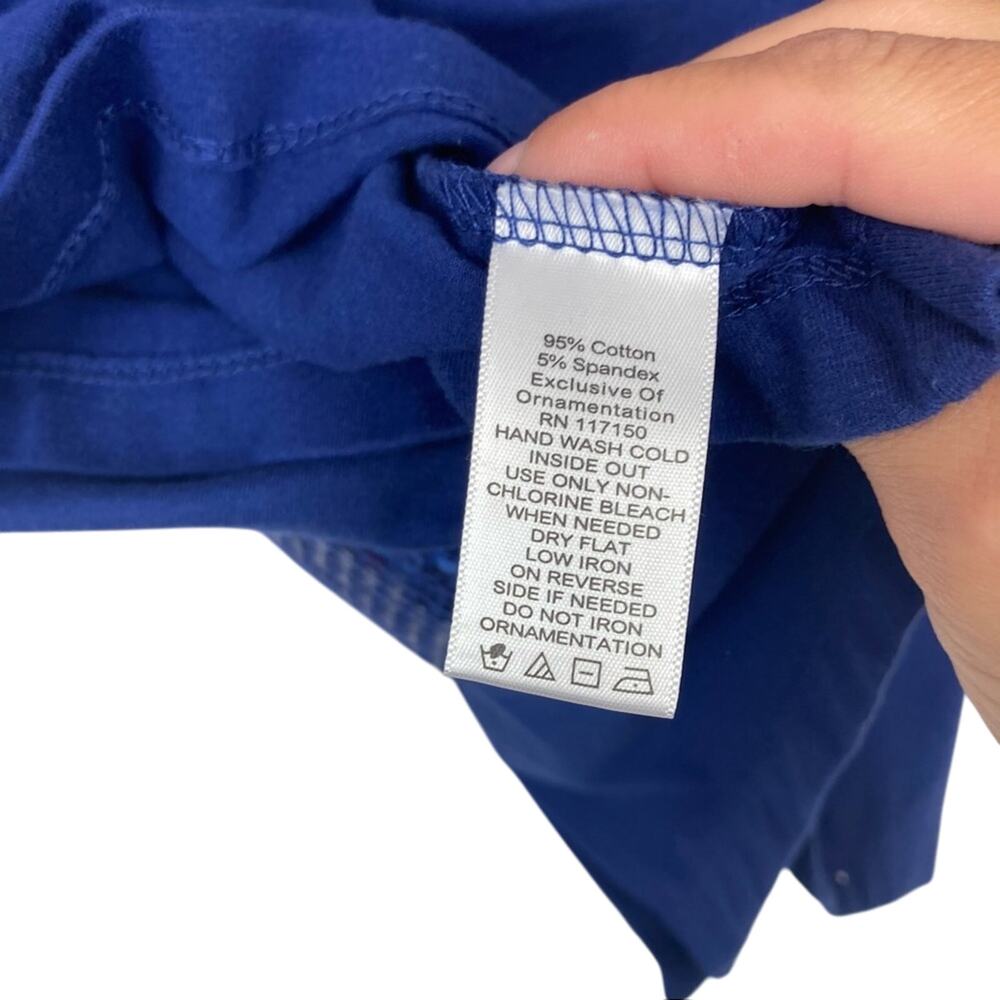 95% Cotton
5% Spandex
Exclusive Of
Ornamentation
RN 117150
HAND WASH COLD
INSIDE OUT
USE ONLY NON-
CHLORINE BLEACH
WHEN NEEDED
DRY FLAT
LOW IRON
ON REVERSE
SIDE IF NEEDED
DO NOT IRON
ORNAMENTATION